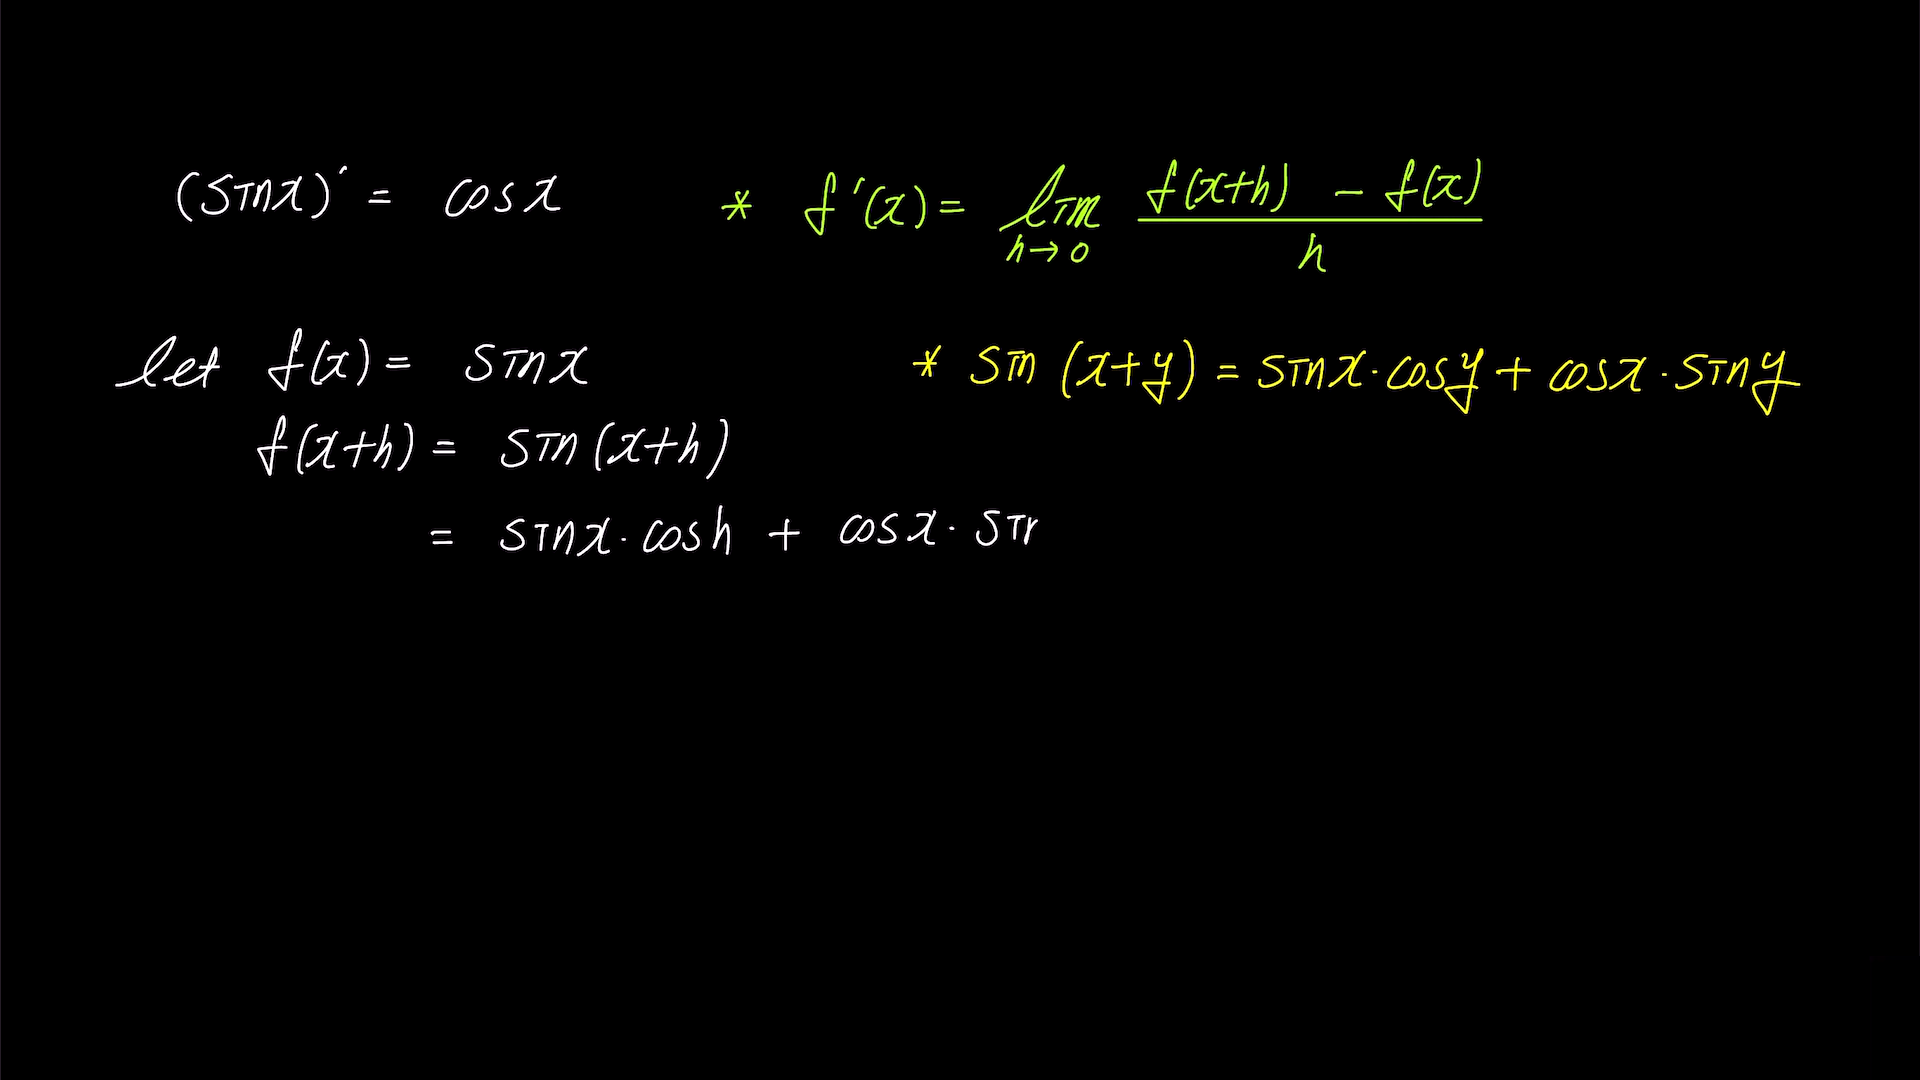 (sinx)' = cosx * f'(x) = lim h→0 f(x+h) - f(x) / h
let f(x) = sinx * sin (x+y) = sinx·cosy + cosx·siny
f(x+h) = sin (x+h)
= sinx·cosh + cosx·